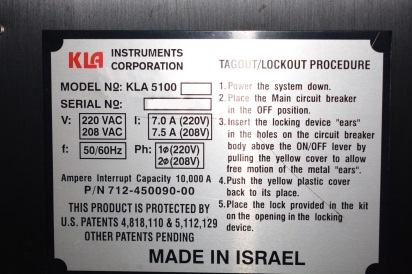 KLA INSTRUMENTS
CORPORATION
MODEL №: KLA 5100
SERIAL №:
V: 220 VAC I: 7.0 A (220V)
208 VAC 7.5 A (208V)
f: 50/60Hz Ph: 1ø (220V)
2ø (208V)
Ampere Interrupt Capacity 10,000 A
P/N 712-450090-00
THIS PRODUCT IS PROTECTED BY
U.S. PATENTS 4,818,110 & 5,112,129
OTHER PATENTS PENDING
TAGOUT/LOCKOUT PROCEDURE
1. Power the system down.
2. Place the Main circuit breaker
in the OFF position.
3. Insert the locking device "ears"
in the holes on the circuit breaker
body above the ON/OFF lever by
pulling the yellow cover to allow
free motion of the metal "ears".
4. Push the yellow plastic cover
back to its place.
5. Place the lock provided in the kit
on the opening in the locking
device.
MADE IN ISRAEL